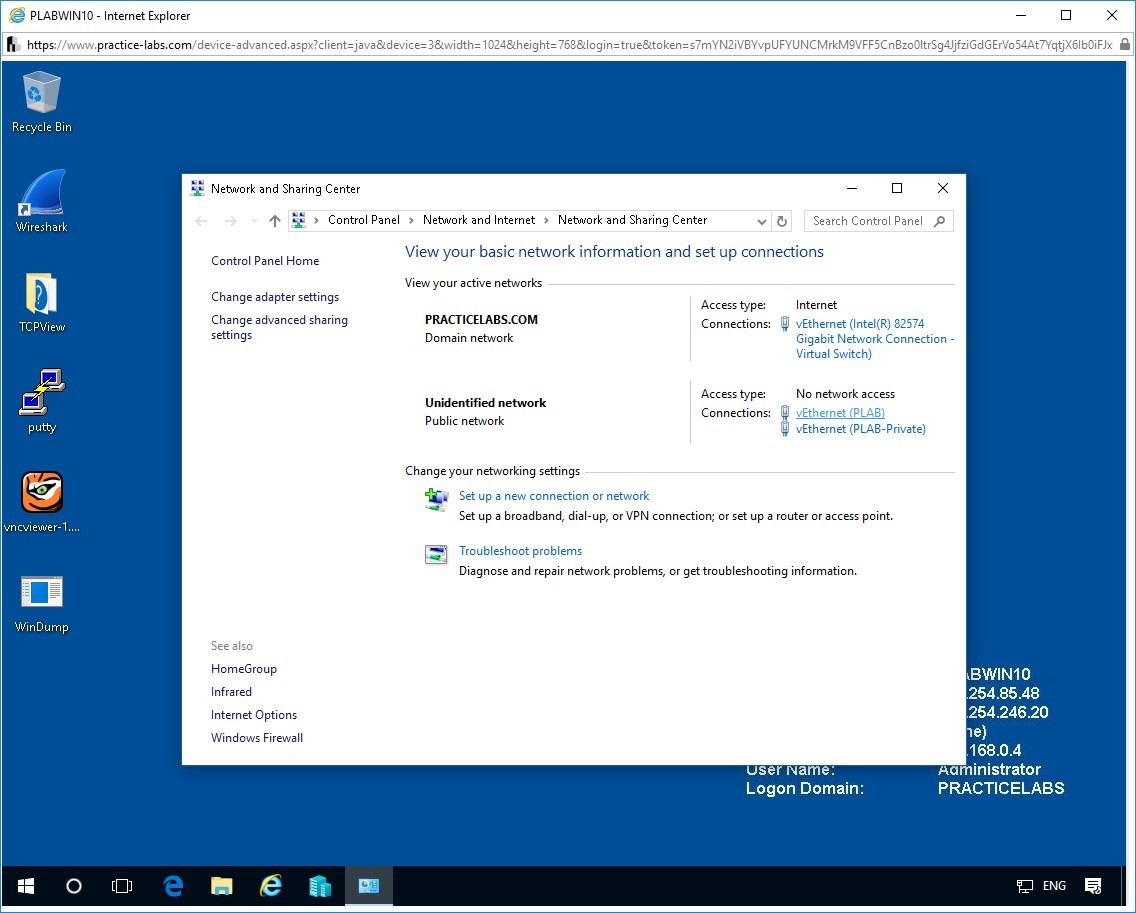 PLABWIN10 - Internet Explorer
https://www.practice-labs.com/device-advanced.aspx?client=java&device=3&width=1024&height=768&login=true&token=
Recycle Bin
Wireshark
TCPView
putty
vncviewer-1....
WinDump
Network and Sharing Center
Control Panel > Network and Internet > Network and Sharing Center
Search Control Panel
Control Panel Home
Change adapter settings
Change advanced sharing
settings
View your basic network information and set up connections
View your active networks
PRACTICELABS.COM
Domain network
Access type: Internet
Connections: vEthernet (Intel(R) 82574
Gigabit Network Connection -
Virtual Switch)
Unidentified network
Public network
Access type: No network access
Connections: vEthernet (PLAB)
vEthernet (PLAB-Private)
Change your networking settings
Set up a new connection or network
Set up a broadband, dial-up, or VPN connection; or set up a router or access point.
Troubleshoot problems
Diagnose and repair network problems, or get troubleshooting information.
See also
HomeGroup
Infrared
Internet Options
Windows Firewall
ABWIN10
.254.85.48
.254.246.20
ne)
.168.0.4
User Name: Administrator
Logon Domain: PRACTICELABS
ENG